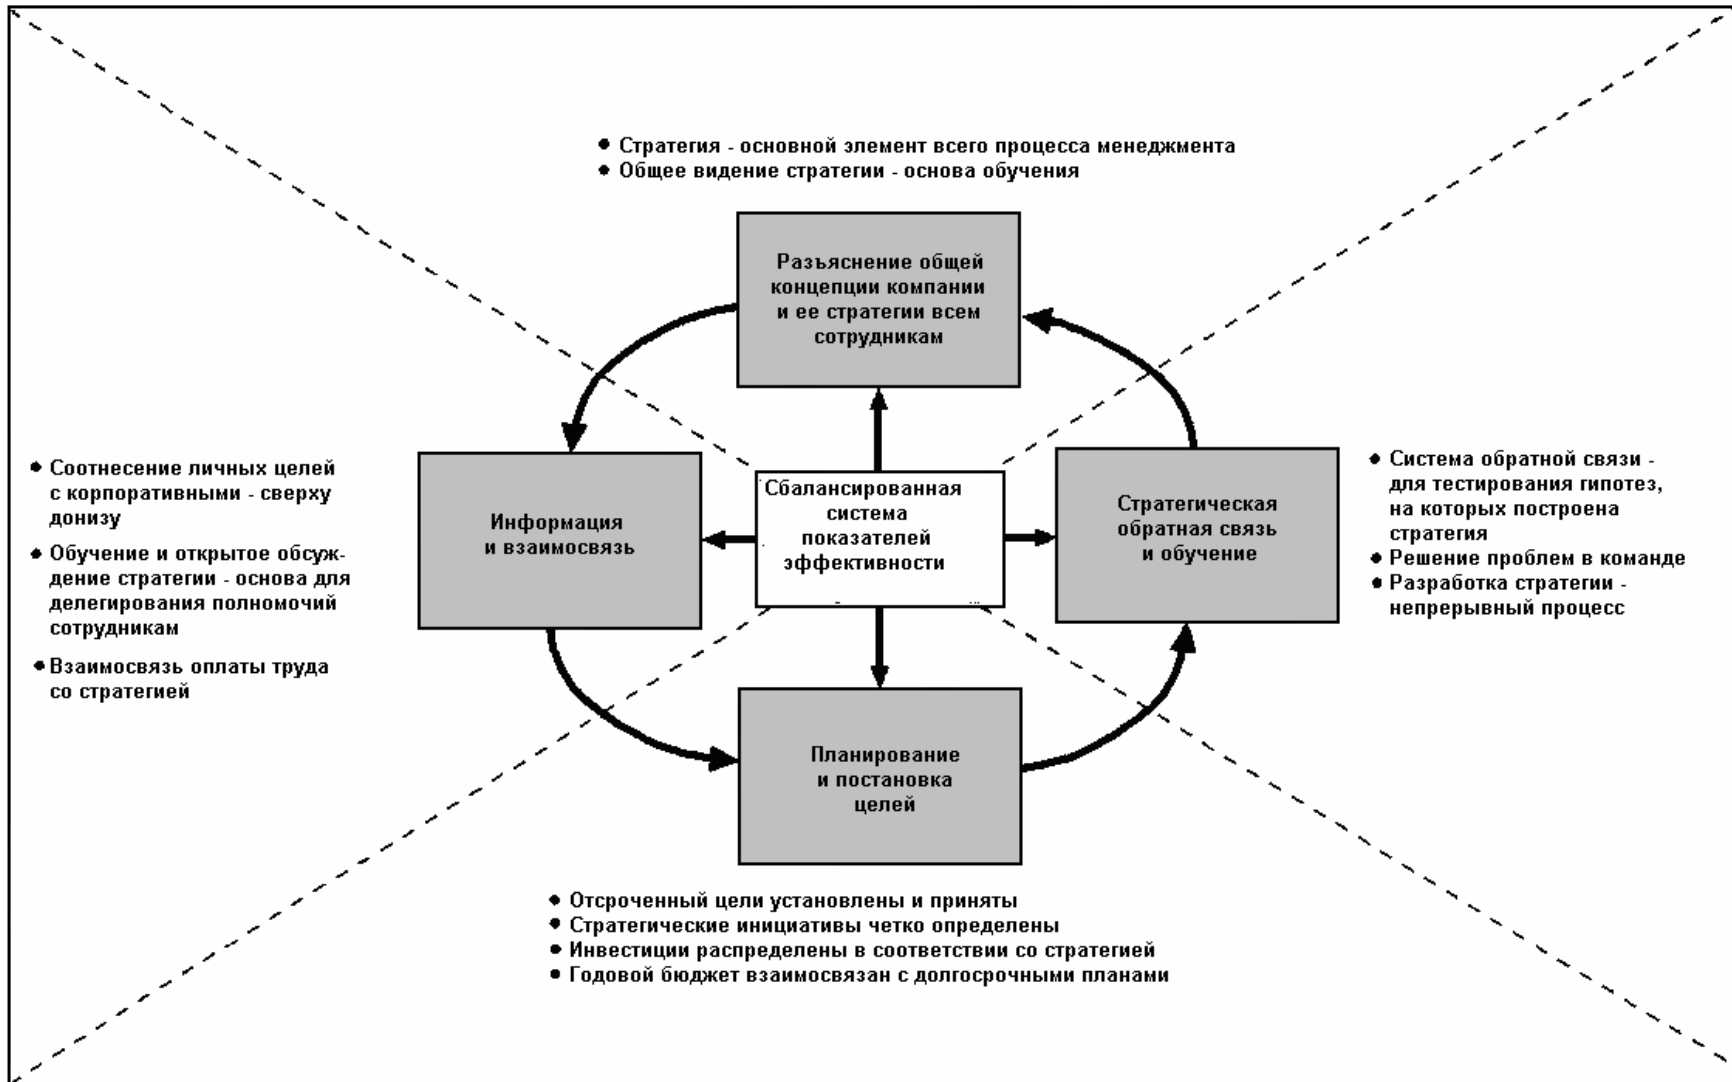 • Стратегия - основной элемент всего процесса менеджмента
• Общее видение стратегии - основа обучения
Разъяснение общей
концепции компании
и ее стратегии всем
сотрудникам
• Соотнесение личных целей
с корпоративными - сверху
донизу
• Обучение и открытое обсуж-
дение стратегии - основа для
делегирования полномочий
сотрудникам
• Взаимосвязь оплаты труда
со стратегией
Информация
и взаимосвязь
Сбалансированная
система
показателей
эффективности
Стратегическая
обратная связь
и обучение
• Система обратной связи -
для тестирования гипотез,
на которых построена
стратегия
• Решение проблем в команде
• Разработка стратегии -
непрерывный процесс
Планирование
и постановка
целей
• Отсроченный цели установлены и приняты
• Стратегические инициативы четко определены
• Инвестиции распределены в соответствии со стратегией
• Годовой бюджет взаимосвязан с долгосрочными планами